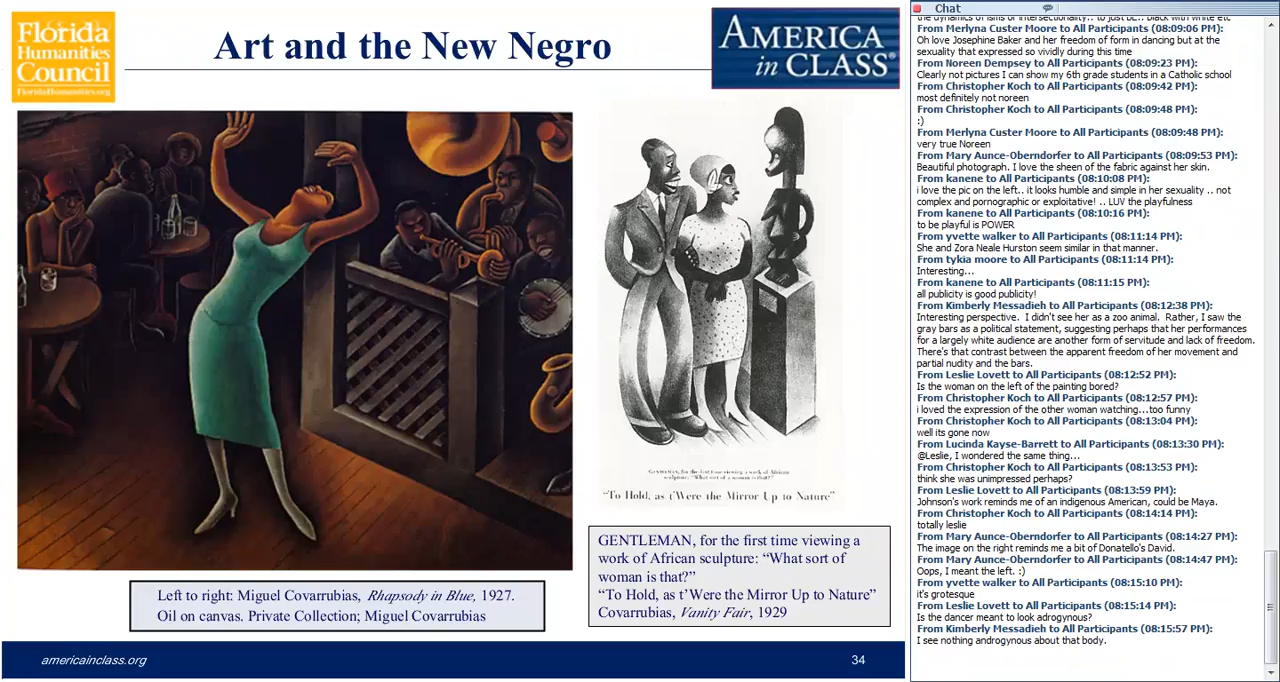 Florida
Humanities
Council
FloridaHumanities.org
Art and the New Negro
AMERICA
in CLASS®
GENTLEMAN, for the first time viewing a work of African
sculpture: "What sort of a woman is that?"
"To Hold, as t'Were the Mirror Up to Nature"
Left to right: Miguel Covarrubias, Rhapsody in Blue, 1927.
Oil on canvas. Private Collection; Miguel Covarrubias
GENTLEMAN, for the first time viewing a
work of African sculpture: "What sort of
woman is that?"
"To Hold, as t'Were the Mirror Up to Nature"
Covarrubias, Vanity Fair, 1929
americainclass.org
34
Chat
From Merlyna Custer Moore to All Participants (08:09:06 PM):
Oh love Josephine Baker and her freedom of form in dancing but at the
sexuality that expressed so vividly during this time
From Noreen Dempsey to All Participants (08:09:23 PM):
Clearly not pictures I can show my 6th grade students in a Catholic school
From Christopher Koch to All Participants (08:09:42 PM):
most definitely not noreen
From Christopher Koch to All Participants (08:09:48 PM):
:)
From Merlyna Custer Moore to All Participants (08:09:48 PM):
very true Noreen
From Mary Aunce-Oberndorfer to All Participants (08:09:53 PM):
Beautiful photograph. I love the sheen of the fabric against her skin.
From kanene to All Participants (08:10:08 PM):
i love the pic on the left.. it looks humble and simple in her sexuality .. not
complex and pornographic or exploitative! .. LUV the playfulness
From kanene to All Participants (08:10:16 PM):
to be playful is POWER
From yvette walker to All Participants (08:11:14 PM):
She and Zora Neale Hurston seem similar in that manner.
From tykia moore to All Participants (08:11:14 PM):
Interesting...
From kanene to All Participants (08:11:15 PM):
all publicity is good publicity!
From Kimberly Messadieh to All Participants (08:12:38 PM):
Interesting perspective. I didn't see her as a zoo animal. Rather, I saw the
gray bars as a political statement, suggesting perhaps that her performances
for a largely white audience are another form of servitude and lack of freedom.
There's that contrast between the apparent freedom of her movement and
partial nudity and the bars.
From Leslie Lovett to All Participants (08:12:52 PM):
Is the woman on the left of the painting bored?
From Christopher Koch to All Participants (08:12:57 PM):
i loved the expression of the other woman watching...too funny
From Christopher Koch to All Participants (08:13:04 PM):
well its gone now
From Lucinda Kayse-Barrett to All Participants (08:13:30 PM):
@Leslie, I wondered the same thing...
From Christopher Koch to All Participants (08:13:53 PM):
think she was unimpressed perhaps?
From Leslie Lovett to All Participants (08:13:59 PM):
Johnson's work reminds me of an indigenous American, could be Maya.
From Christopher Koch to All Participants (08:14:14 PM):
totally leslie
From Mary Aunce-Oberndorfer to All Participants (08:14:27 PM):
The image on the right reminds me a bit of Donatello's David.
From Mary Aunce-Oberndorfer to All Participants (08:14:47 PM):
Oops, I meant the left. :)
From yvette walker to All Participants (08:15:10 PM):
it's grotesque
From Leslie Lovett to All Participants (08:15:14 PM):
Is the dancer meant to look adrogynous?
From Kimberly Messadieh to All Participants (08:15:57 PM):
I see nothing androgynous about that body.